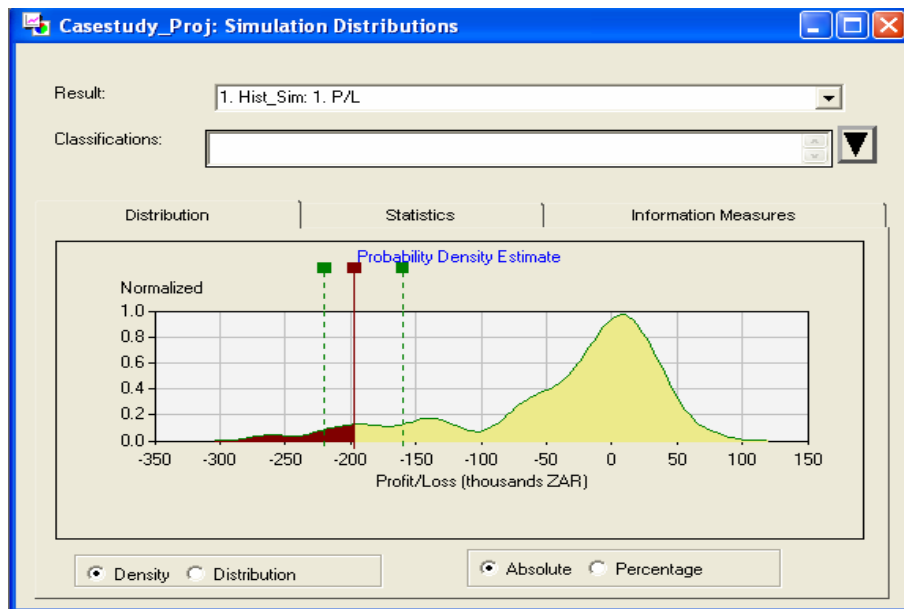 Casestudy_Proj: Simulation Distributions
Result:
1. Hist_Sim: 1. P/L
Classifications:
Distribution Statistics Information Measures
Probability Density Estimate
Normalized
1.0
0.8
0.6
0.4
0.2
0.0
-350 -300 -250 -200 -150 -100 -50 0 50 100 150
Profit/Loss (thousands ZAR)
Density Distribution Absolute Percentage